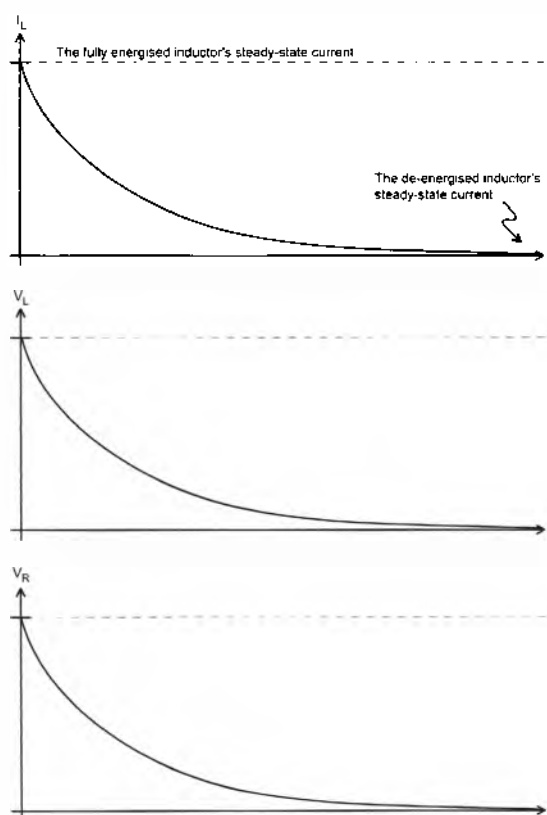 I_L
The fully energised inductor's steady-state current
The de-energised inductor's
steady-state current
V_L
V_R